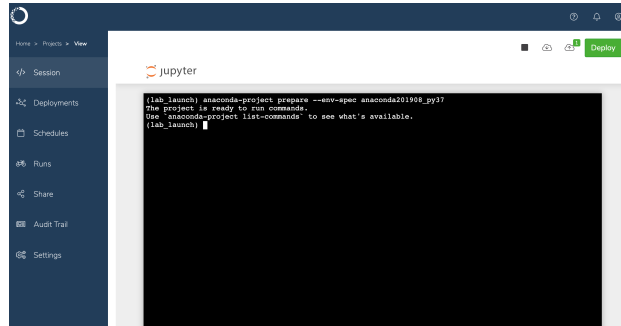 Home > Projects > View
1
Deploy
</> Session
Deployments
Schedules
Runs
Share
Audit Trail
Settings
jupyter
(lab_launch) anaconda-project prepare --env-spec anaconda201908_py37
The project is ready to run commands.
Use `anaconda-project list-commands` to see what's available.
(lab_launch)